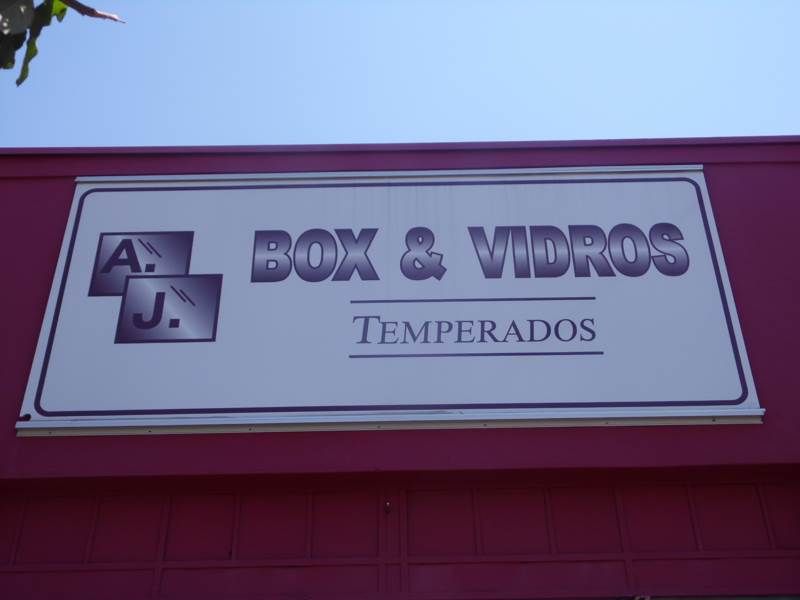 A.
J.
BOX & VIDROS
TEMPERADOS